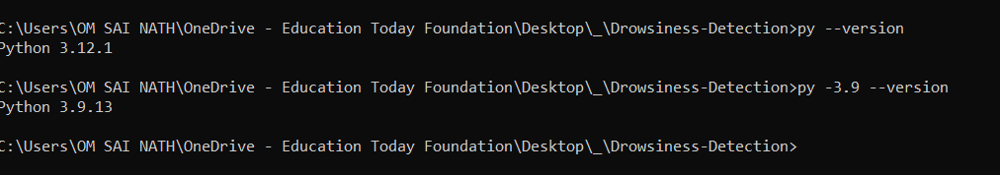 C:\Users\OM SAI NATH\OneDrive - Education Today Foundation\Desktop\_\Drowsiness-Detection>py --version
Python 3.12.1
C:\Users\OM SAI NATH\OneDrive - Education Today Foundation\Desktop\_\Drowsiness-Detection>py -3.9 --version
Python 3.9.13
C:\Users\OM SAI NATH\OneDrive - Education Today Foundation\Desktop\_\Drowsiness-Detection>